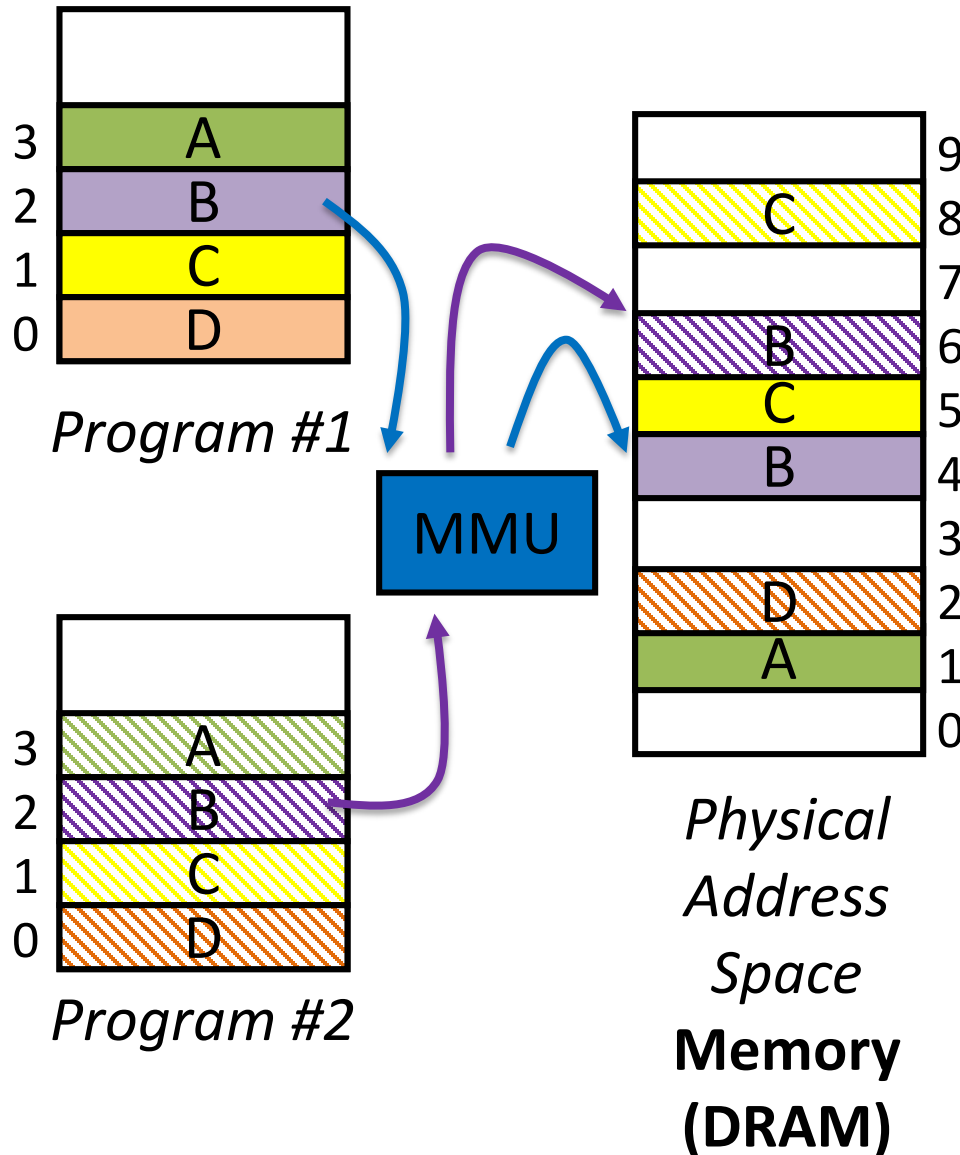 3 A
2 B
1 C
0 D
Program #1
MMU
3 A
2 B
1 C
0 D
Program #2
9
C 8
7
B 6
C 5
B 4
3
D 2
A 1
0
Physical
Address
Space
Memory
(DRAM)